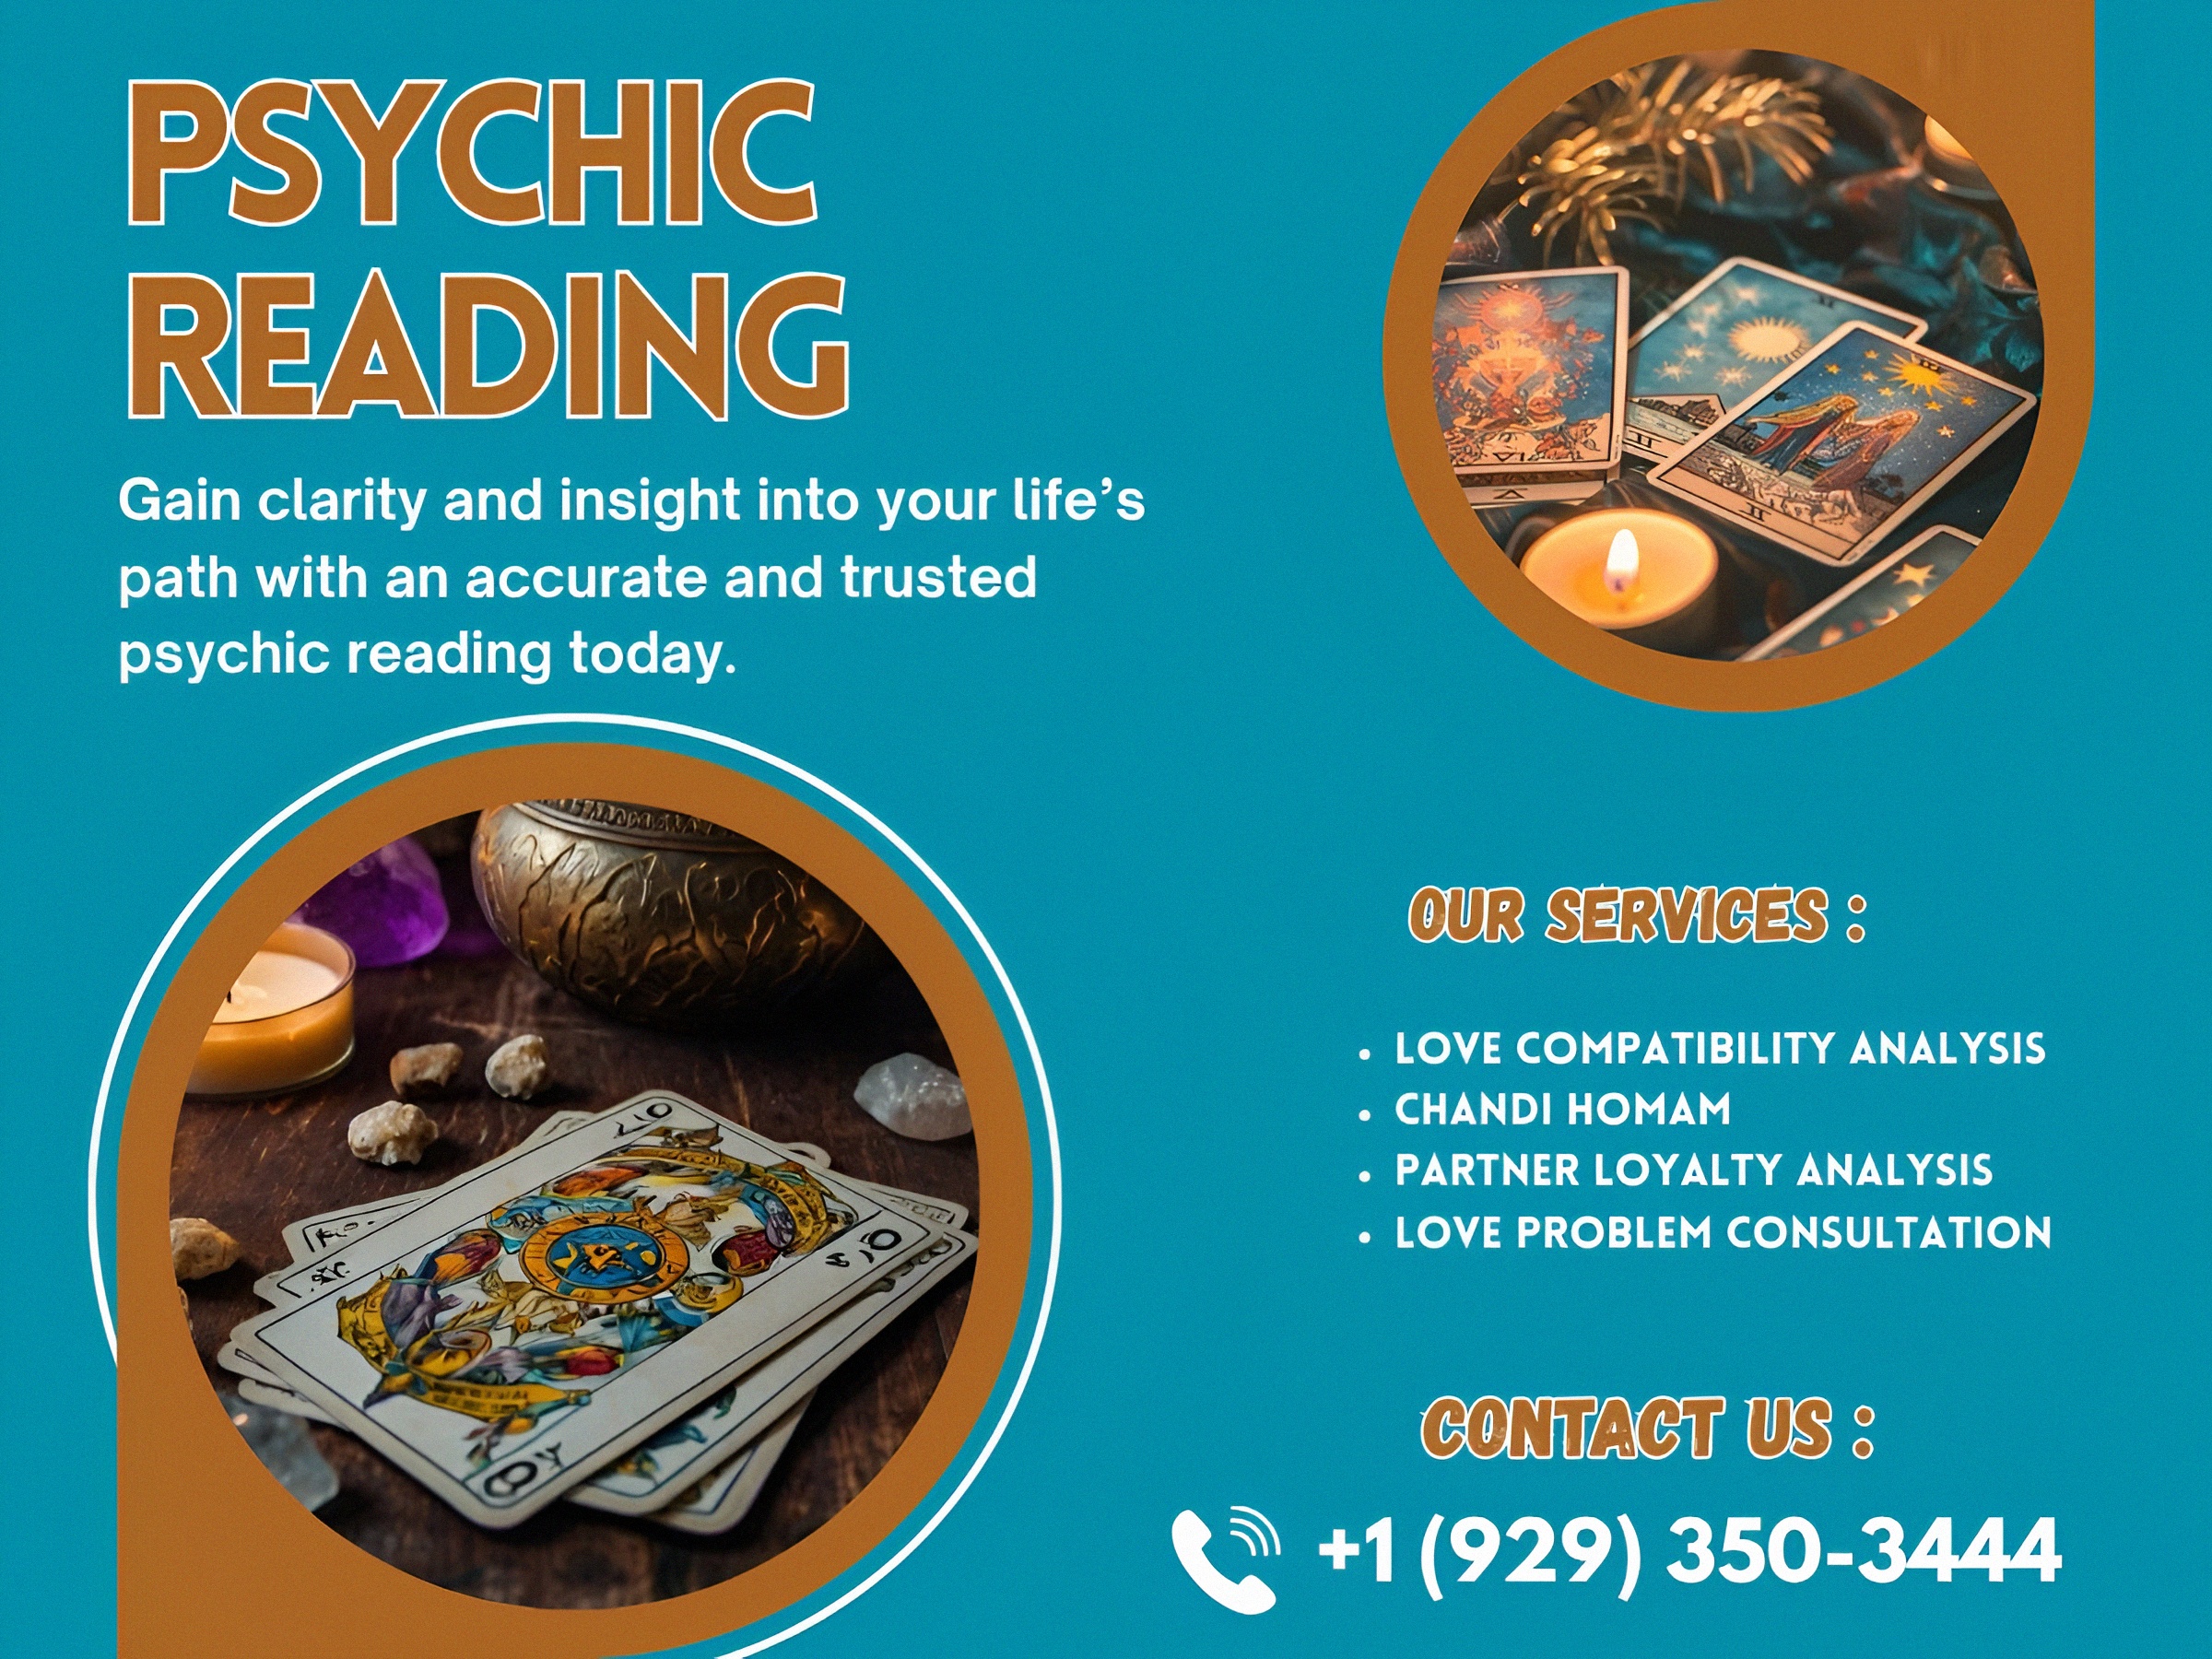 PSYCHIC
READING
Gain clarity and insight into your life’s
path with an accurate and trusted
psychic reading today.
OUR SERVICES :
• LOVE COMPATIBILITY ANALYSIS
• CHANDI HOMAM
• PARTNER LOYALTY ANALYSIS
• LOVE PROBLEM CONSULTATION
CONTACT US :
+1 (929) 350-3444